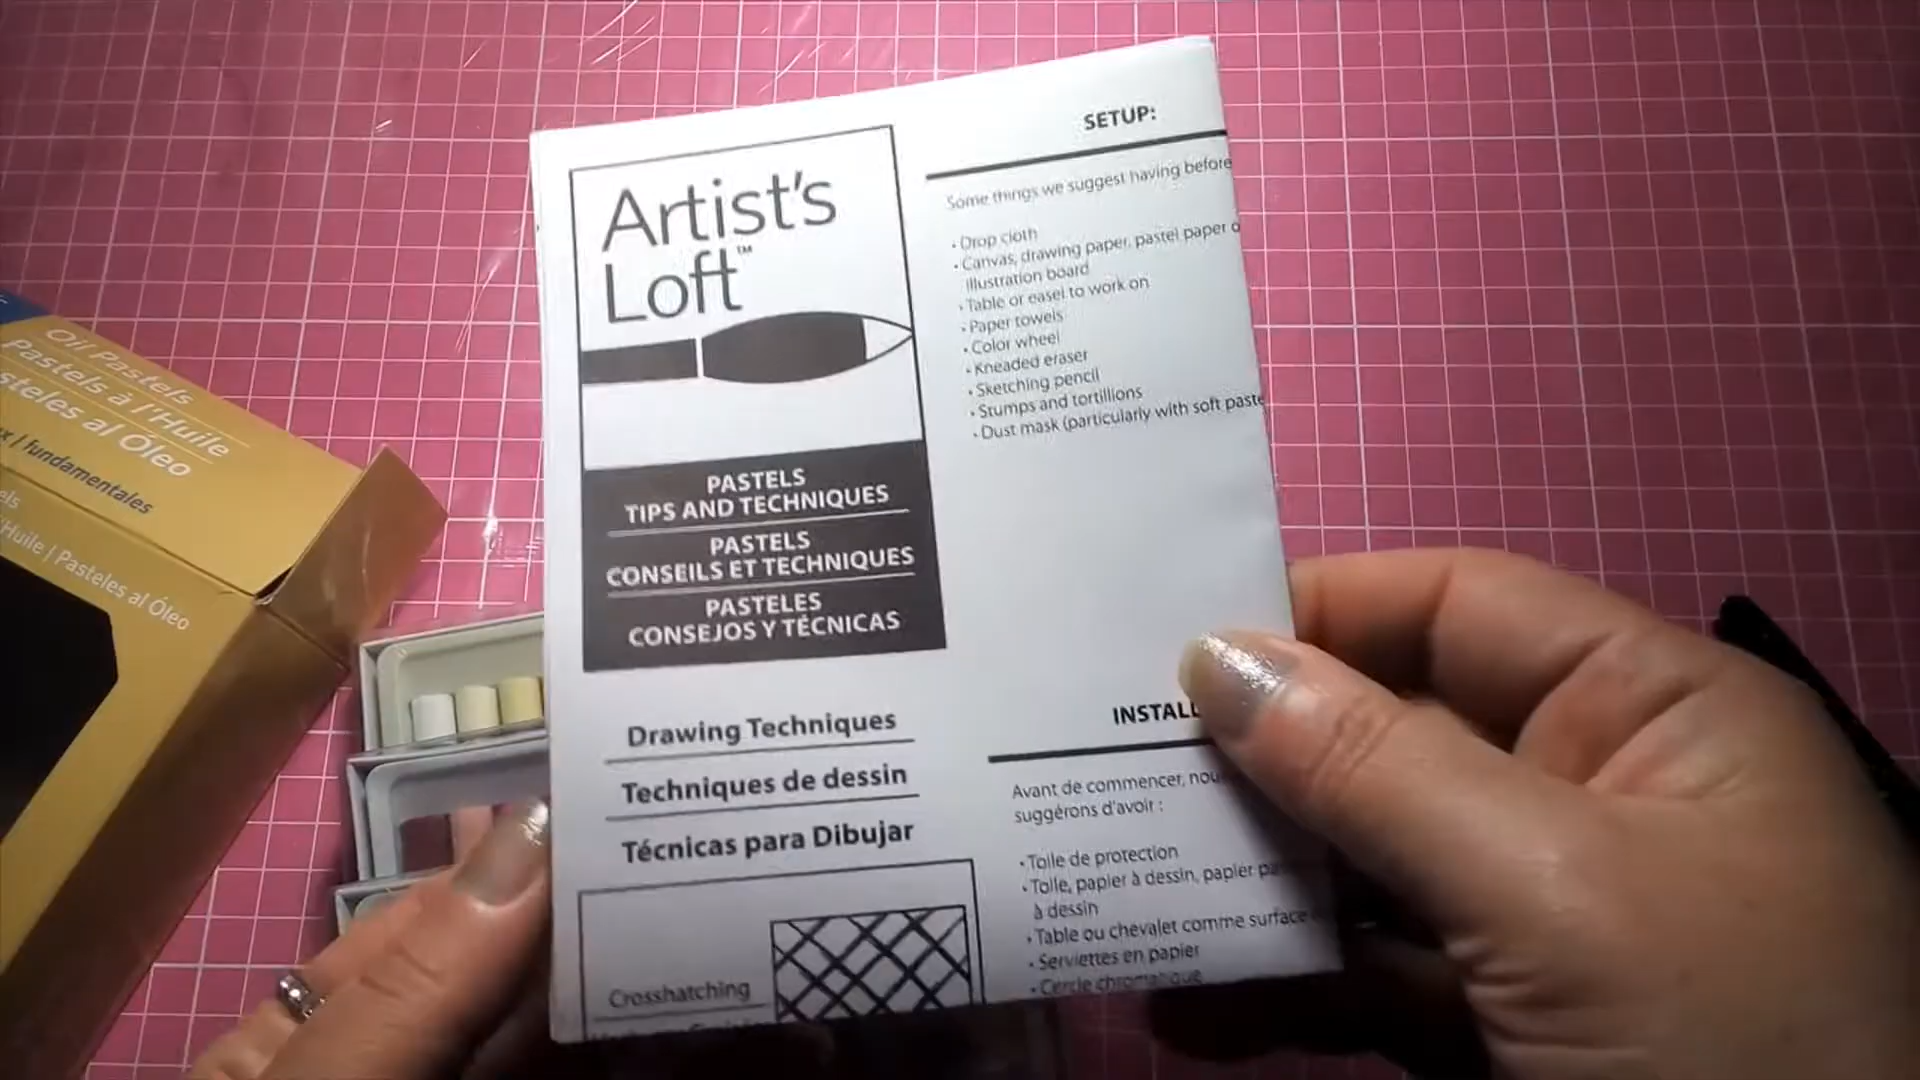 Oil Pastels
Pastels à l'Huile
steles al Óleo
x / fundamentales
els
'Huile / Pasteles al Óleo
Artist's
Loft™
PASTELS
TIPS AND TECHNIQUES
PASTELS
CONSEILS ET TECHNIQUES
PASTELES
CONSEJOS Y TÉCNICAS
Drawing Techniques
Techniques de dessin
Técnicas para Dibujar
Crosshatching
SETUP:
Some things we suggest having before
• Drop cloth
• Canvas, drawing paper, pastel paper o
illustration board
• Table or easel to work on
• Paper towels
• Color wheel
• Kneaded eraser
• Sketching pencil
• Stumps and tortillions
• Dust mask (particularly with soft paste
INSTALL
Avant de commencer, nou
suggérons d'avoir :
• Toile de protection
• Toile, papier à dessin, papier pa
à dessin
• Table ou chevalet comme surface
• Serviettes en papier
• Cercle chromatique